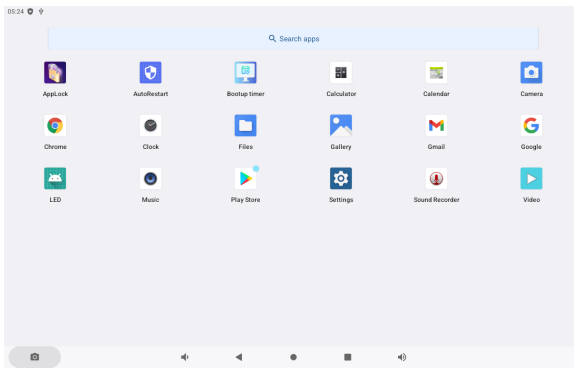 05:24
Search apps
AppLock AutoRestart Bootup timer Calculator Calendar Camera
Chrome Clock Files Gallery Gmail Google
LED Music Play Store Settings Sound Recorder Video